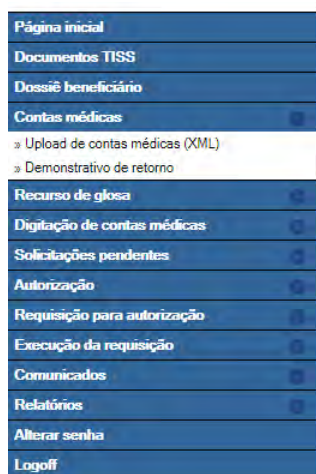 Página inicial
Documentos TISS
Dossiê beneficiário
Contas médicas
» Upload de contas médicas (XML)
» Demonstrativo de retorno
Recurso de glosa
Digitação de contas médicas
Solicitações pendentes
Autorização
Requisição para autorização
Execução da requisição
Comunicados
Relatórios
Alterar senha
Logoff